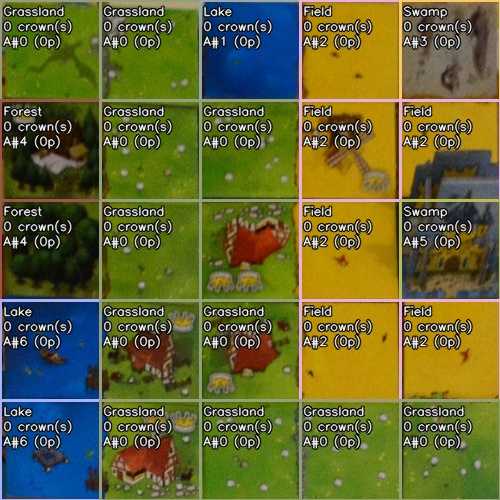 Grassland
0 crown(s)
A#0 (0p)
Grassland
0 crown(s)
A#0 (0p)
Lake
0 crown(s)
A#1 (0p)
Field
0 crown(s)
A#2 (0p)
Swamp
0 crown(s)
A#3 (0p)
Forest
0 crown(s)
A#4 (0p)
Grassland
0 crown(s)
A#0 (0p)
Grassland
0 crown(s)
A#0 (0p)
Field
0 crown(s)
A#2 (0p)
Field
0 crown(s)
A#2 (0p)
Forest
0 crown(s)
A#4 (0p)
Grassland
0 crown(s)
A#0 (0p)
Field
0 crown(s)
A#2 (0p)
Swamp
0 crown(s)
A#5 (0p)
Lake
0 crown(s)
A#6 (0p)
Grassland
0 crown(s)
A#0 (0p)
Grassland
0 crown(s)
A#0 (0p)
Field
0 crown(s)
A#2 (0p)
Field
0 crown(s)
A#2 (0p)
Lake
0 crown(s)
A#6 (0p)
Grassland
0 crown(s)
A#0 (0p)
Grassland
0 crown(s)
A#0 (0p)
Grassland
0 crown(s)
A#0 (0p)
Grassland
0 crown(s)
A#0 (0p)